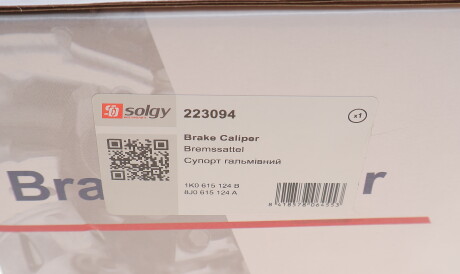 solgy
223094
x1
Brake Caliper
Bremssattel
Супорт гальмівний
1K0 615 124 B
8J0 615 124 A
Bra r